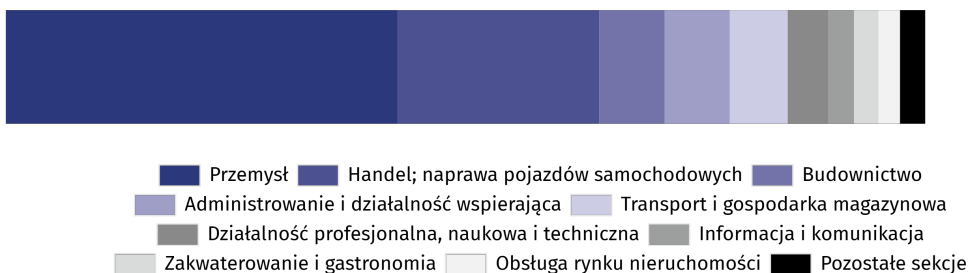 Przemysł Handel; naprawa pojazdów samochodowych Budownictwo
Administrowanie i działalność wspierająca Transport i gospodarka magazynowa
Działalność profesjonalna, naukowa i techniczna Informacja i komunikacja
Zakwaterowanie i gastronomia Obsługa rynku nieruchomości Pozostałe sekcje